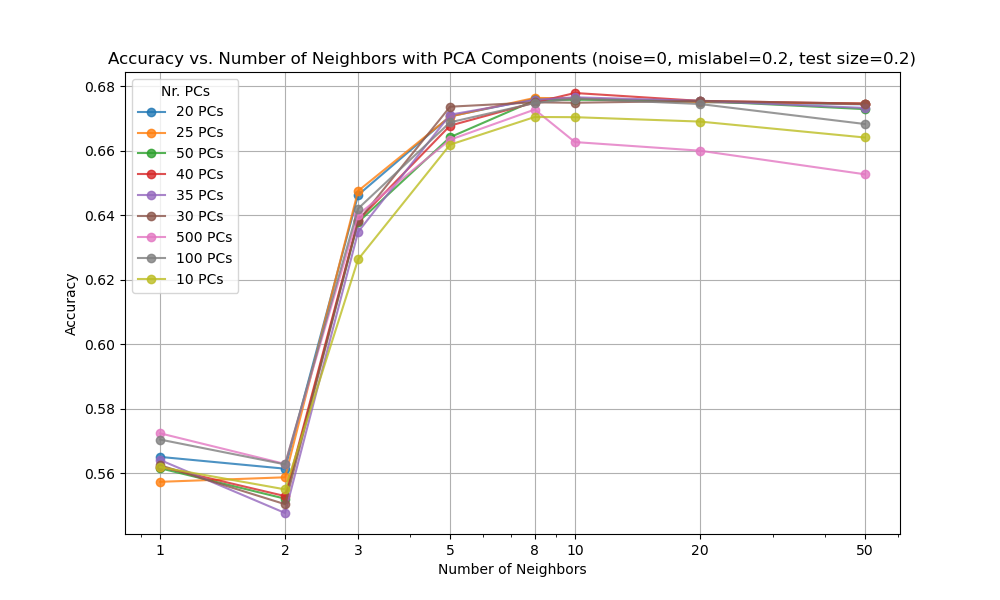 Accuracy vs. Number of Neighbors with PCA Components (noise=0, mislabel=0.2, test size=0.2)
Nr. PCs
20 PCs
25 PCs
50 PCs
40 PCs
35 PCs
30 PCs
500 PCs
100 PCs
10 PCs
0.68
0.66
0.64
0.62
0.60
0.58
0.56
Accuracy
1 2 3 5 8 10 20 50
Number of Neighbors